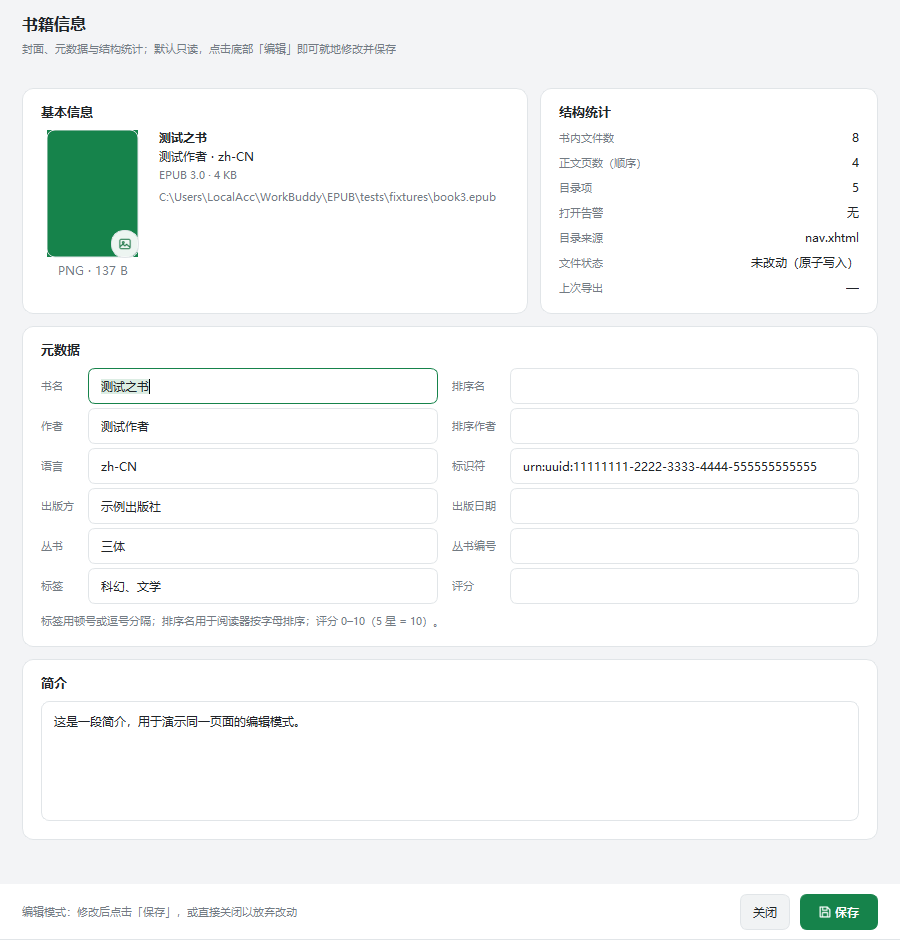 书籍信息
封面、元数据与结构统计；默认只读，点击底部「编辑」即可就地修改并保存
基本信息
测试之书
测试作者 · zh-CN
EPUB 3.0 · 4 KB
C:\Users\LocalAcc\WorkBuddy\EPUB\tests\fixtures\book3.epub
PNG · 137 B
结构统计
书内文件数 8
正文页数（顺序） 4
目录项 5
打开告警 无
目录来源 nav.xhtml
文件状态 未改动（原子写入）
上次导出 —
元数据
书名 测试之书 排序名
作者 测试作者 排序作者
语言 zh-CN 标识符 urn:uuid:11111111-2222-3333-4444-555555555555
出版方 示例出版社 出版日期
丛书 三体 丛书编号
标签 科幻、文学 评分
标签用顿号或逗号分隔；排序名用于阅读器按字母排序；评分 0–10（5 星 = 10）。
简介
这是一段简介，用于演示同一页面的编辑模式。
编辑模式：修改后点击「保存」，或直接关闭以放弃改动
关闭 保存